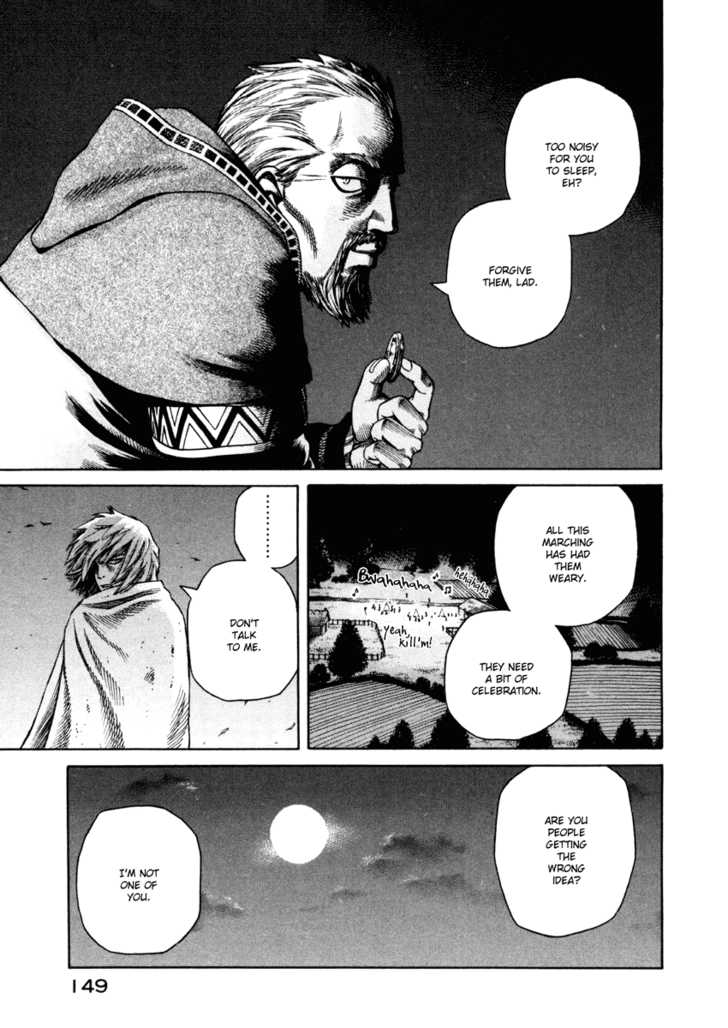 TOO NOISY
FOR YOU
TO SLEEP,
EH?
FORGIVE
THEM, LAD.
ALL THIS
MARCHING
HAS HAD
THEM
WEARY.
Bwahahaha
hehahaha
yeah,
kill'm!
THEY NEED
A BIT OF
CELEBRATION.
.........
DON'T
TALK
TO ME.
ARE YOU
PEOPLE
GETTING
THE
WRONG
IDEA?
I'M NOT
ONE OF
YOU.
149